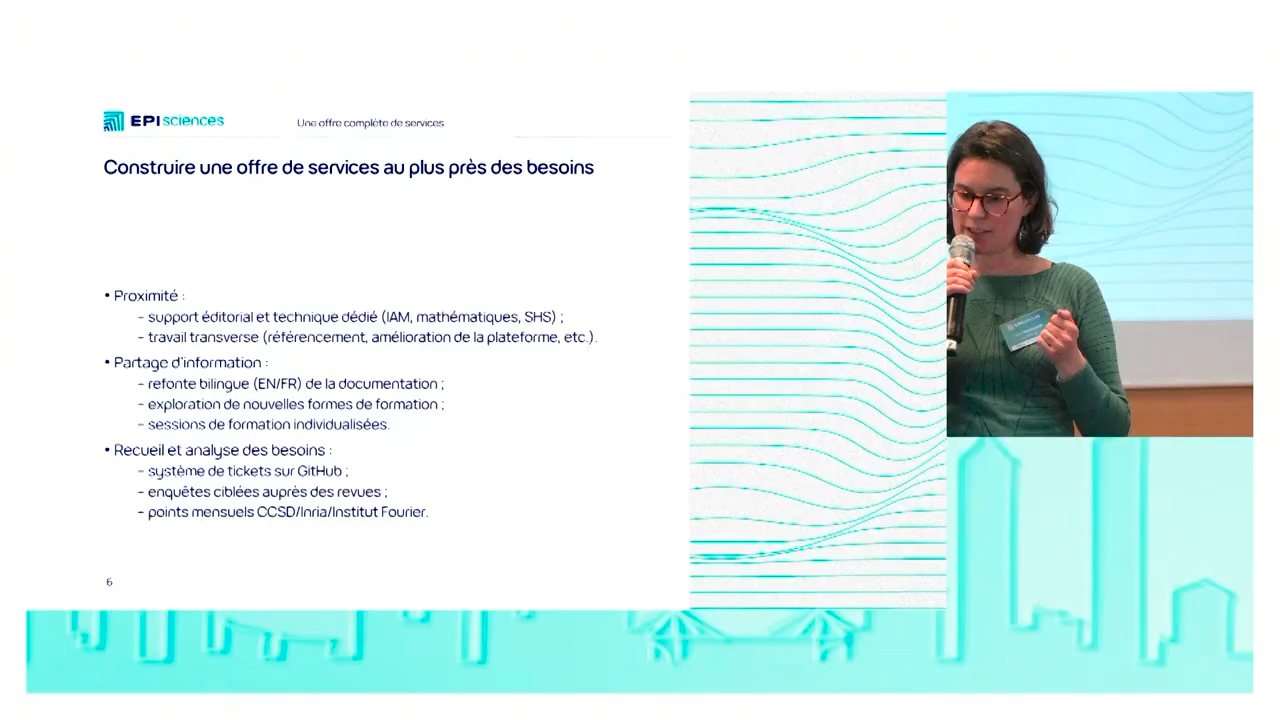 EPIsciences
Une offre complète de services
Construire une offre de services au plus près des besoins
• Proximité :
- support éditorial et technique dédié (IAM, mathématiques, SHS) ;
- travail transverse (référencement, amélioration de la plateforme, etc.).
• Partage d'information :
- refonte bilingue (EN/FR) de la documentation ;
- exploration de nouvelles formes de formation ;
- sessions de formation individualisées.
• Recueil et analyse des besoins :
- système de tickets sur GitHub ;
- enquêtes ciblées auprès des revues ;
- points mensuels CCSD/Inria/Institut Fourier.
6